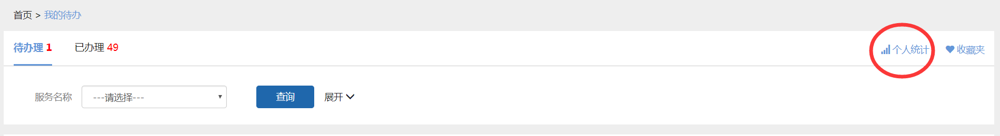 首页 > 我的待办
待办理 1 已办理 49 个人统计 收藏夹
服务名称 ---请选择--- 查询 展开